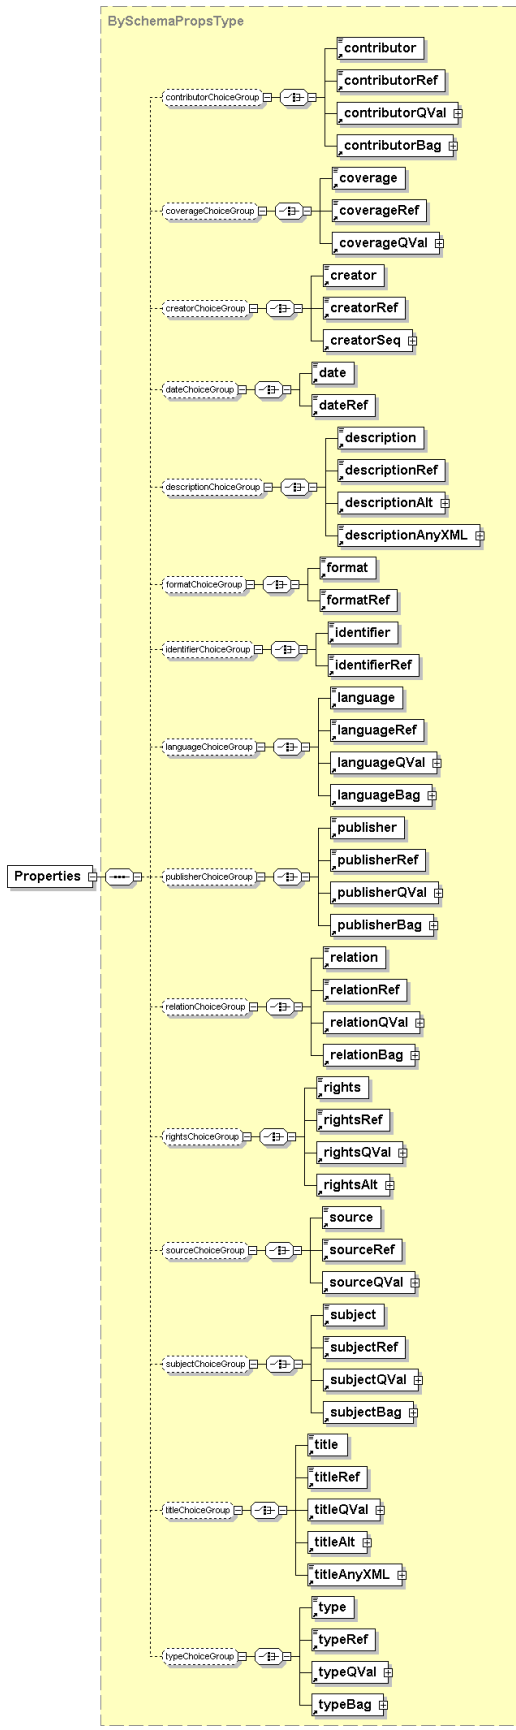 BySchemaPropsType
contributorChoiceGroup
contributor
contributorRef
contributorQVal
contributorBag
coverageChoiceGroup
coverage
coverageRef
coverageQVal
creatorChoiceGroup
creator
creatorRef
creatorSeq
dateChoiceGroup
date
dateRef
descriptionChoiceGroup
description
descriptionRef
descriptionAlt
descriptionAnyXML
formatChoiceGroup
format
formatRef
identifierChoiceGroup
identifier
identifierRef
languageChoiceGroup
language
languageRef
languageQVal
languageBag
Properties
publisherChoiceGroup
publisher
publisherRef
publisherQVal
publisherBag
relationChoiceGroup
relation
relationRef
relationQVal
relationBag
rightsChoiceGroup
rights
rightsRef
rightsQVal
rightsAlt
sourceChoiceGroup
source
sourceRef
sourceQVal
subjectChoiceGroup
subject
subjectRef
subjectQVal
subjectBag
titleChoiceGroup
title
titleRef
titleQVal
titleAlt
titleAnyXML
typeChoiceGroup
type
typeRef
typeQVal
typeBag